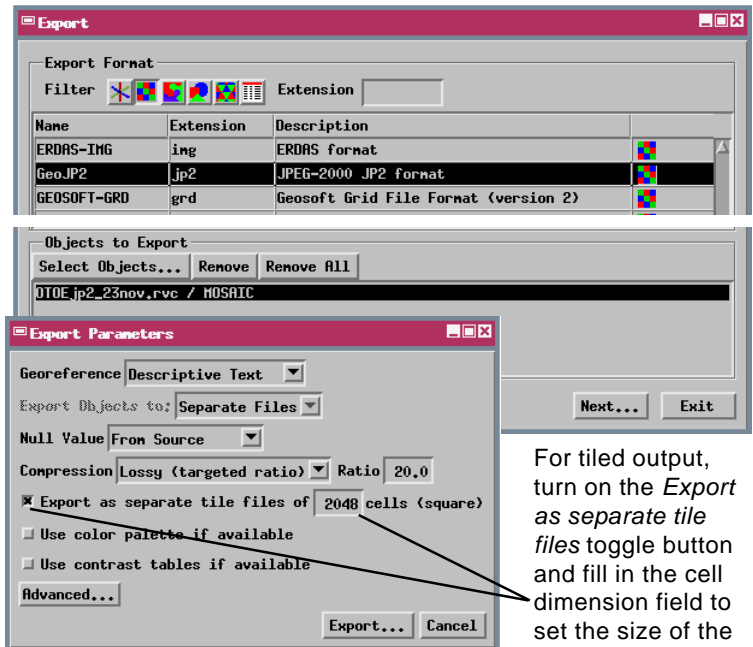 Export
Export Format
Filter Extension
Name Extension Description
ERDAS-IMG img ERDAS format
GeoJP2 jp2 JPEG-2000 JP2 format
GEOSOFT-GRD grd Geosoft Grid File Format (version 2)
Objects to Export
Select Objects... Remove Remove All
DTOEjp2_23nov.rvc / MOSAIC
Next... Exit
Export Parameters
Georeference Descriptive Text
Export Objects to: Separate Files
Null Value From Source
Compression Lossy (targeted ratio) Ratio 20.0
Export as separate tile files of 2048 cells (square)
Use color palette if available
Use contrast tables if available
Advanced...
Export... Cancel
For tiled output,
turn on the Export
as separate tile
files toggle button
and fill in the cell
dimension field to
set the size of the